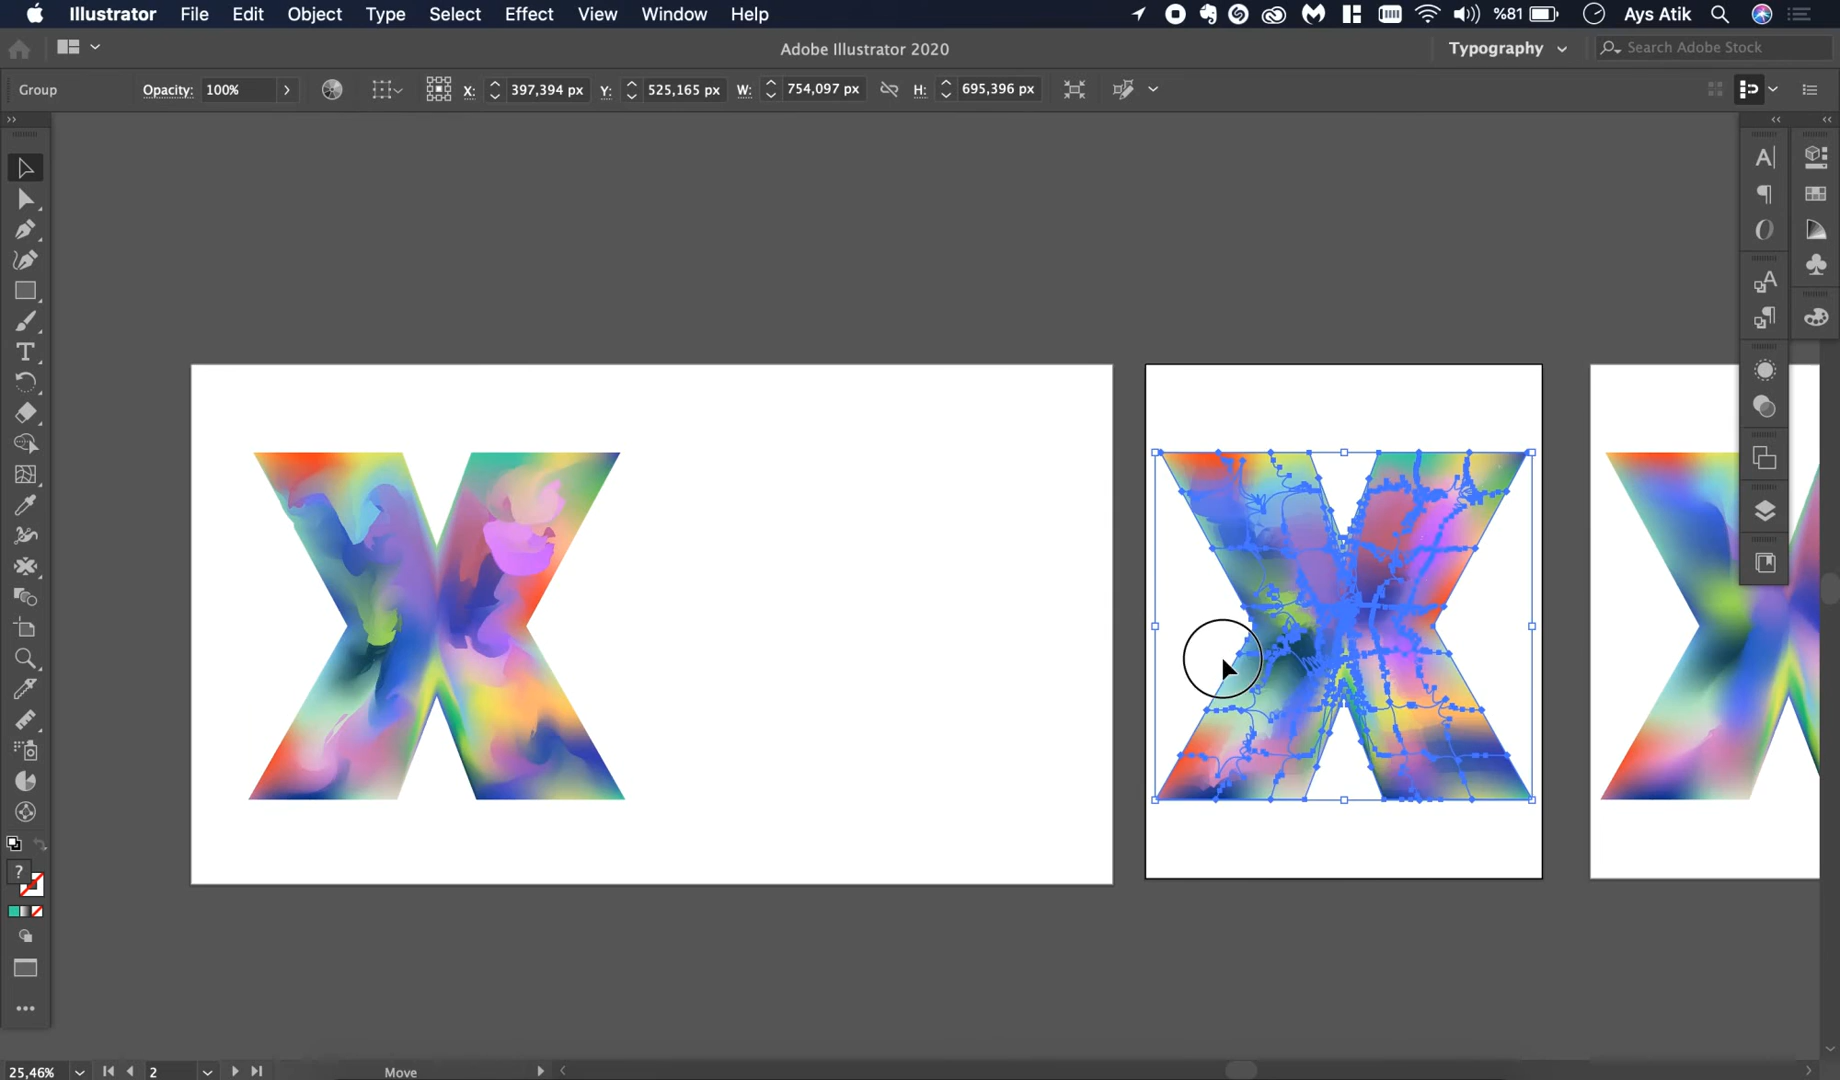 Illustrator File Edit Object Type Select Effect View Window Help %81 Ays Atik
Adobe Illustrator 2020 Typography Search Adobe Stock
Group Opacity: 100% X: 397,394 px Y: 525,165 px W: 754,097 px H: 695,396 px
X X X
25,46% 2 Move